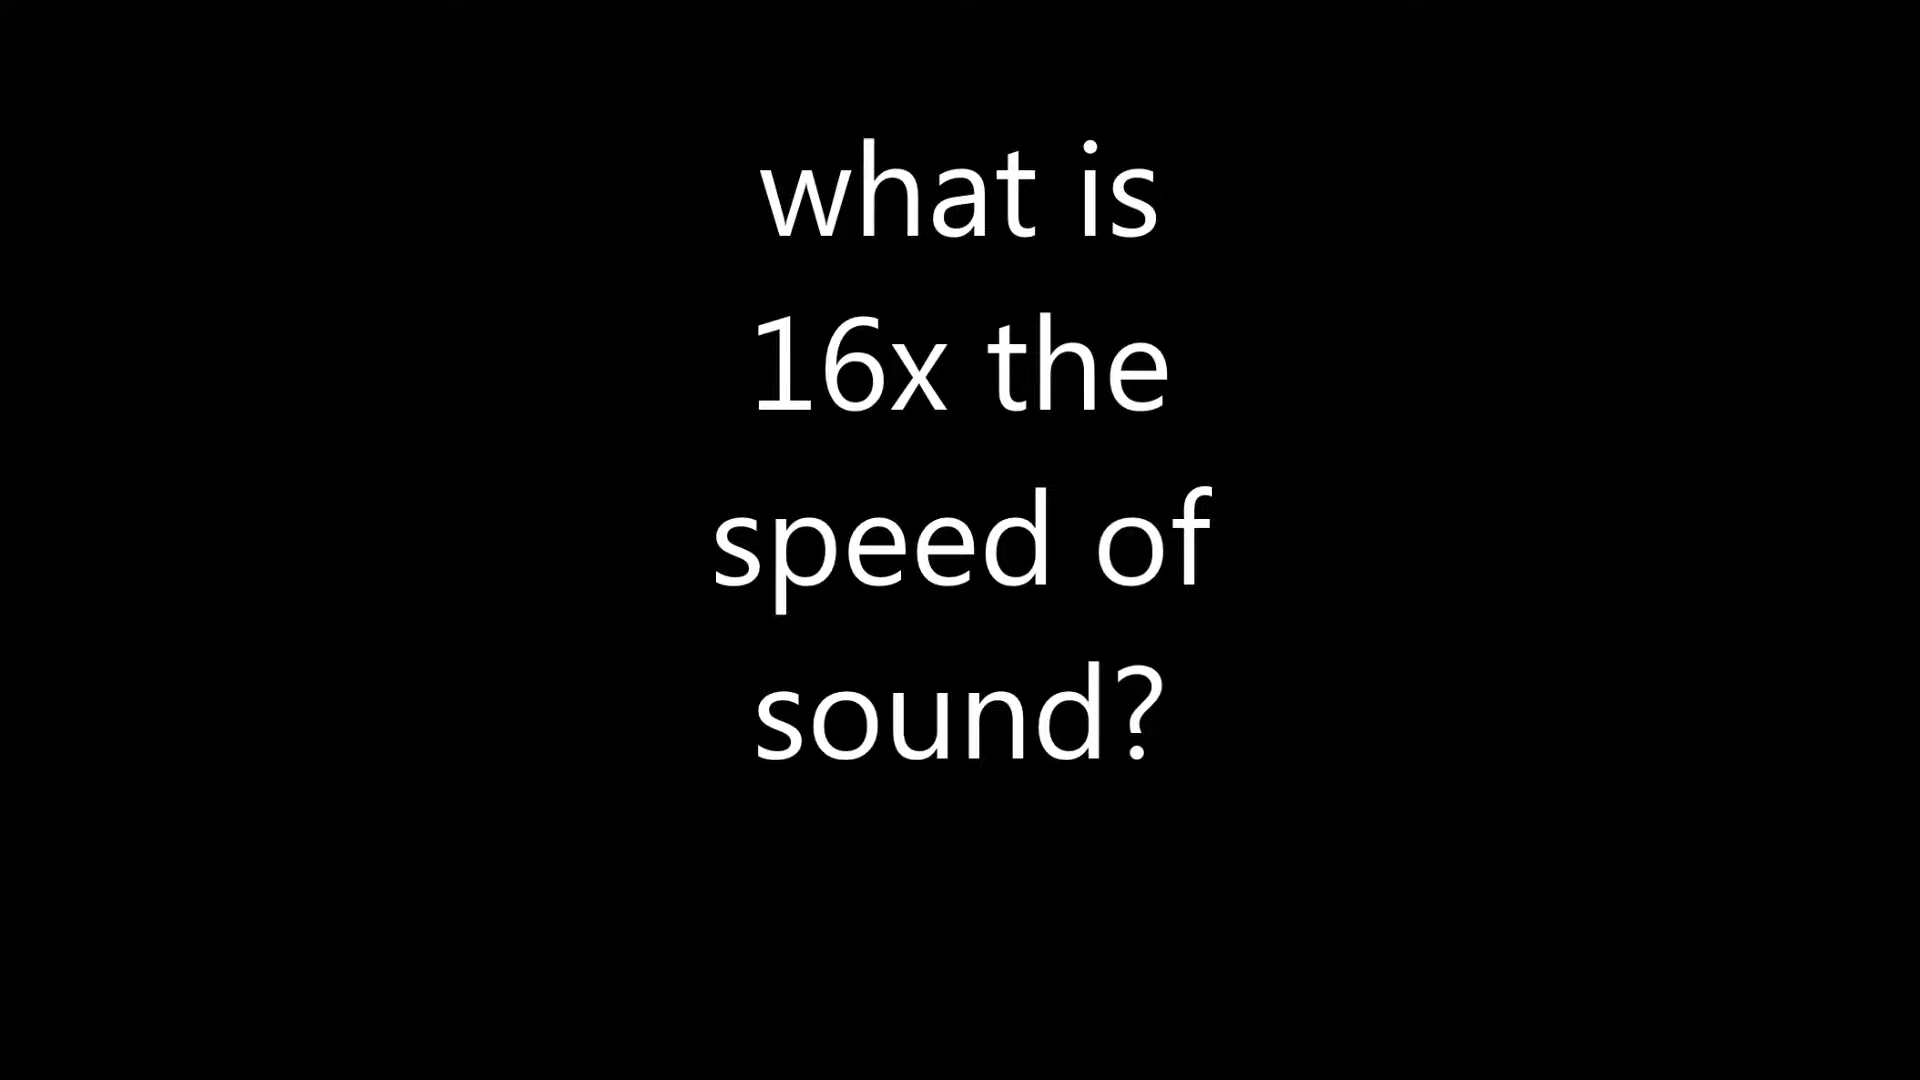 what is
16x the
speed of
sound?